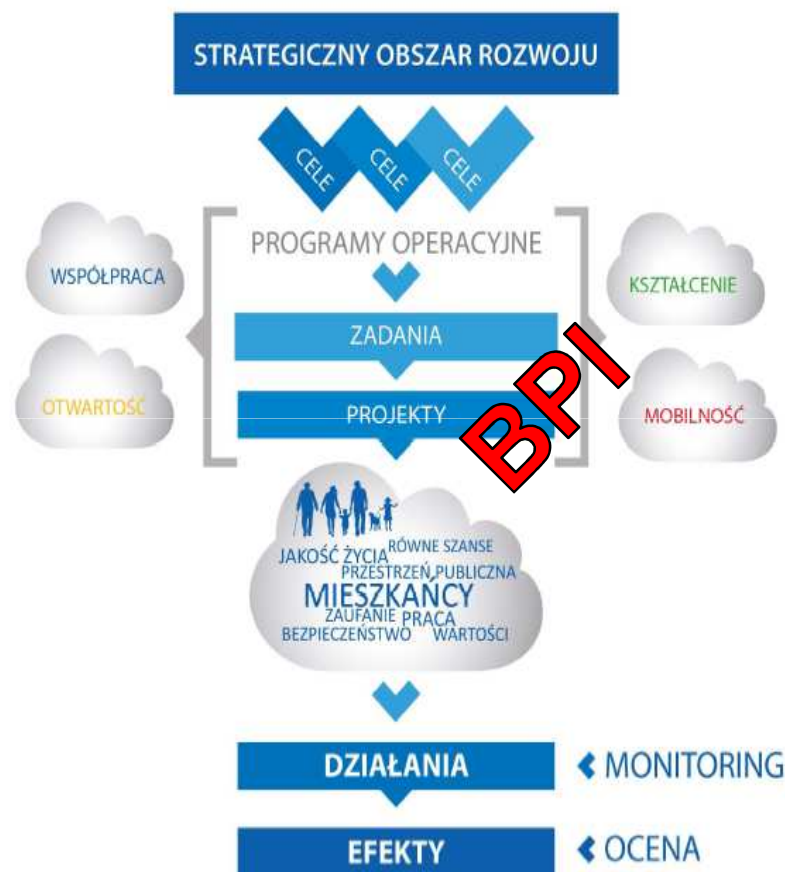 STRATEGICZNY OBSZAR ROZWOJU
CELE
CELE
CELE
PROGRAMY OPERACYJNE
WSPÓŁPRACA
OTWARTOŚĆ
KSZTAŁCENIE
MOBILNOŚĆ
ZADANIA
PROJEKTY
BPI
JAKOŚĆ ŻYCIA RÓWNE SZANSE
PRZESTRZEŃ PUBLICZNA
MIESZKAŃCY
ZAUFANIE PRACA
BEZPIECZEŃSTWO WARTOŚCI
DZIAŁANIA
MONITORING
EFEKTY
OCENA